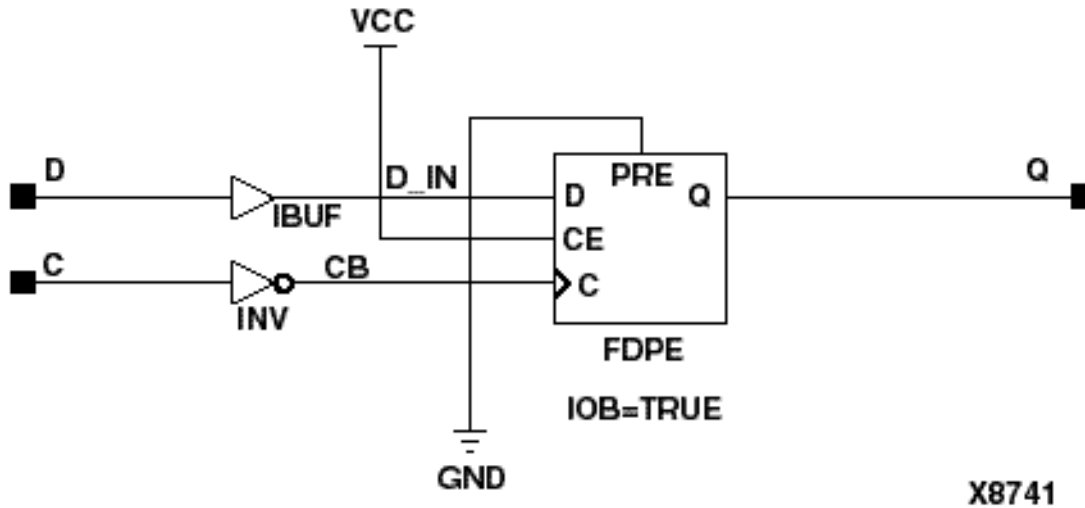 VCC
D
IBUF
D_IN
PRE
D
Q
Q
CE
C
INV
CB
C
FDPE
IOB=TRUE
GND
X8741